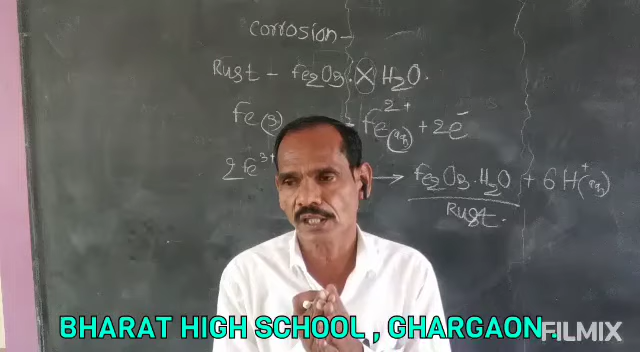 Corrosion-
Rust - Fe2O3.XH2O.
Fe(s) Fe2+(aq) + 2e-
2Fe3+ → Fe2O3.H2O + 6H+(aq)
Rust.
BHARAT HIGH SCHOOL , GHARGAON .
FILMIX